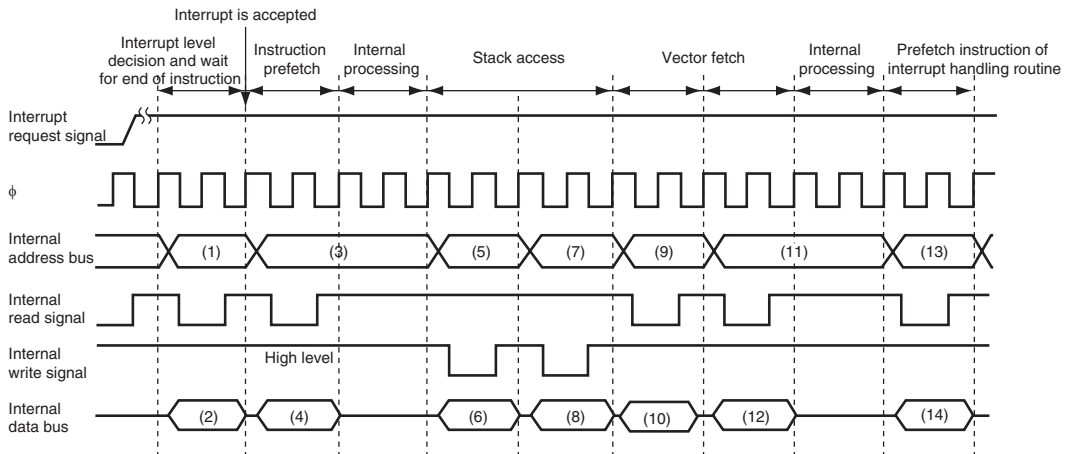 Interrupt is accepted
Interrupt level
decision and wait
for end of instruction
Instruction
prefetch
Internal
processing
Stack access
Vector fetch
Internal
processing
Prefetch instruction of
interrupt handling routine
Interrupt
request signal
ϕ
Internal
address bus
(1)
(3)
(5)
(7)
(9)
(11)
(13)
Internal
read signal
Internal
write signal
High level
Internal
data bus
(2)
(4)
(6)
(8)
(10)
(12)
(14)